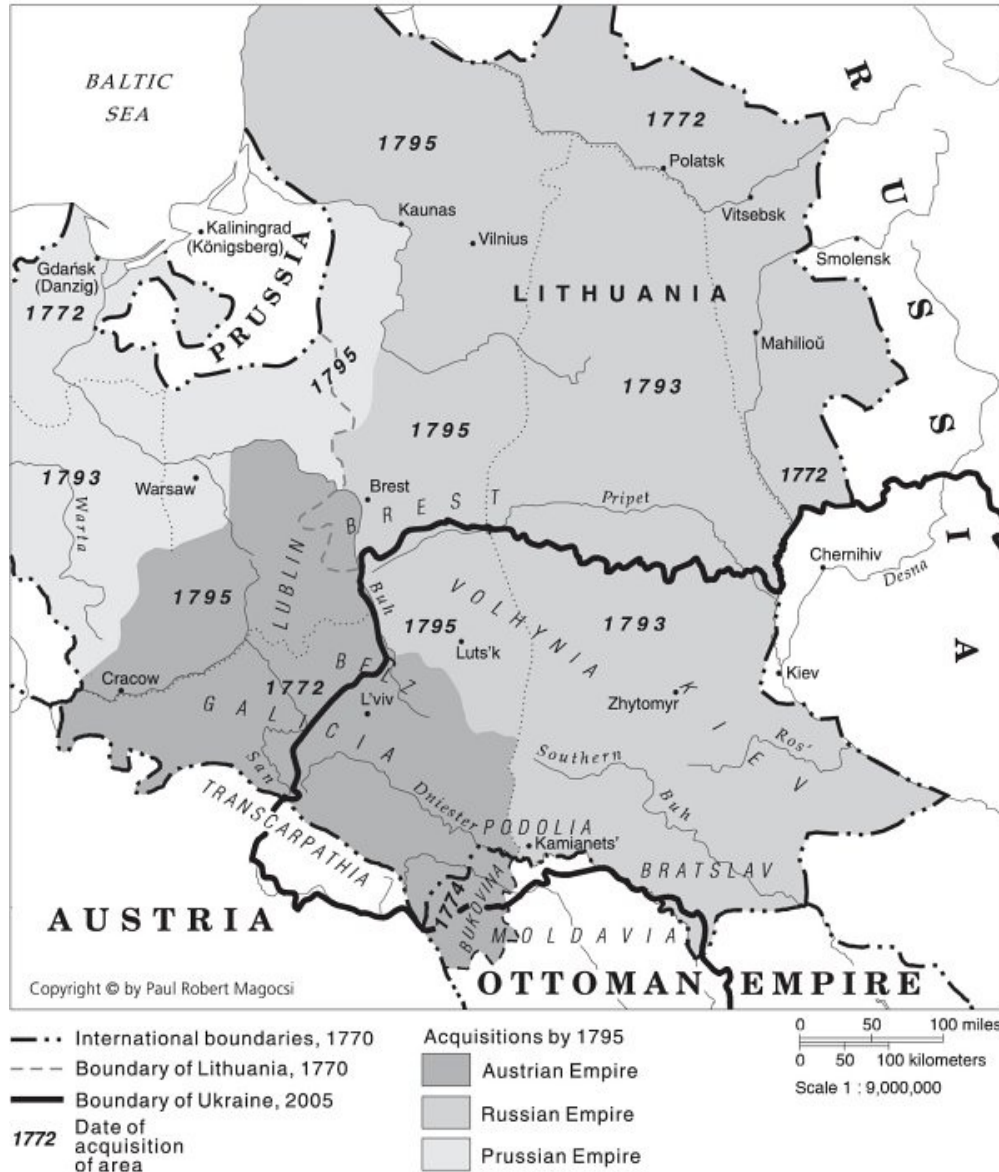 BALTIC
SEA
R
U
S
S
I
A
1772
1795
Polatsk
Kaunas
Vitsebsk
Kaliningrad
(Königsberg)
Vilnius
Gdańsk
(Danzig)
Smolensk
1772
PRUSSIA
LITHUANIA
Mahilioŭ
1795
1793
1795
1793
1772
Warsaw
Brest
BREST
Pripet
Warta
Chernihiv
Desna
LUBLIN
1795
Buh
VOLHYNIA
1795
1793
Luts'k
Kiev
Cracow
1772
BELZ
L'viv
Zhytomyr
KIEV
GALICIA
Southern
Buh
Ros'
San
TRANSCARPATHIA
Dniester
PODOLIA
Kamianets'
BRATSLAV
1774
BUKOVINA
MOLDAVIA
AUSTRIA
OTTOMAN EMPIRE
Copyright © by Paul Robert Magocsi
International boundaries, 1770
Boundary of Lithuania, 1770
Boundary of Ukraine, 2005
1772 Date of
acquisition
of area
Acquisitions by 1795
Austrian Empire
Russian Empire
Prussian Empire
0 50 100 miles
0 50 100 kilometers
Scale 1 : 9,000,000